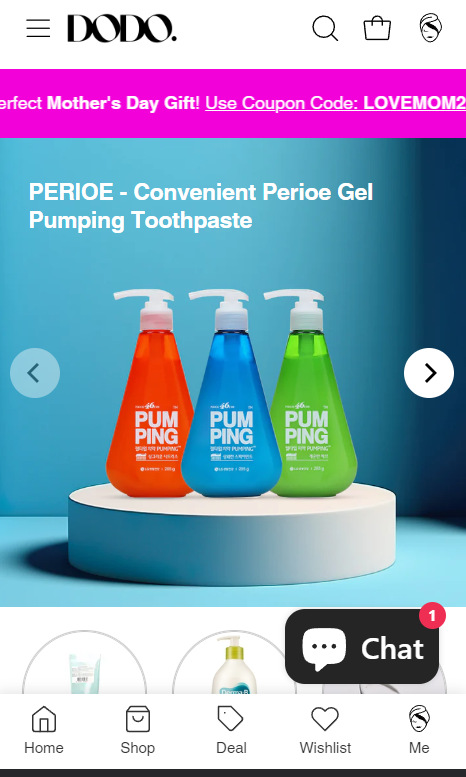 DODO.
erfect Mother's Day Gift! Use Coupon Code: LOVEMOM2
PERIOE - Convenient Perioe Gel
Pumping Toothpaste
PUM
PING
PUM
PING
PUM
PING
1
Chat
Derma:B
Home
Shop
Deal
Wishlist
Me